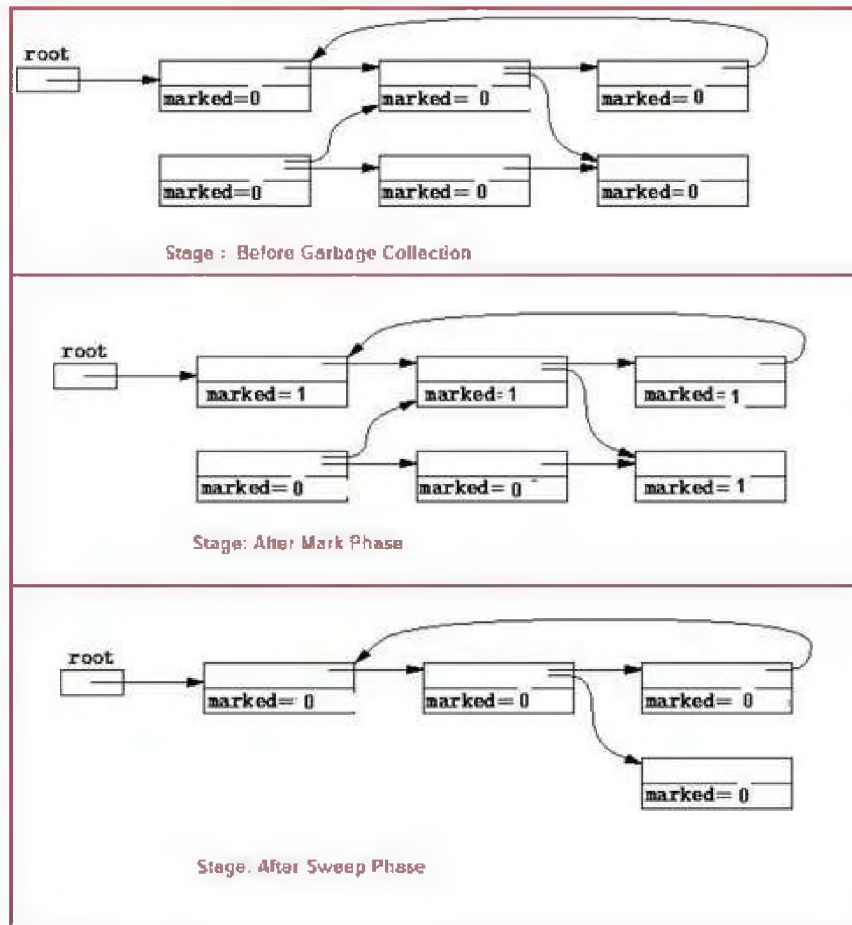 root
marked=0 marked= 0 marked=0
marked=0 marked= 0 marked=0
Stage : Before Garbage Collection
root
marked= 1 marked=1 marked= 1
marked= 0 marked= 0 marked= 1
Stage: After Mark Phase
root
marked= 0 marked= 0 marked= 0
marked= 0
Stage. After Sweep Phase